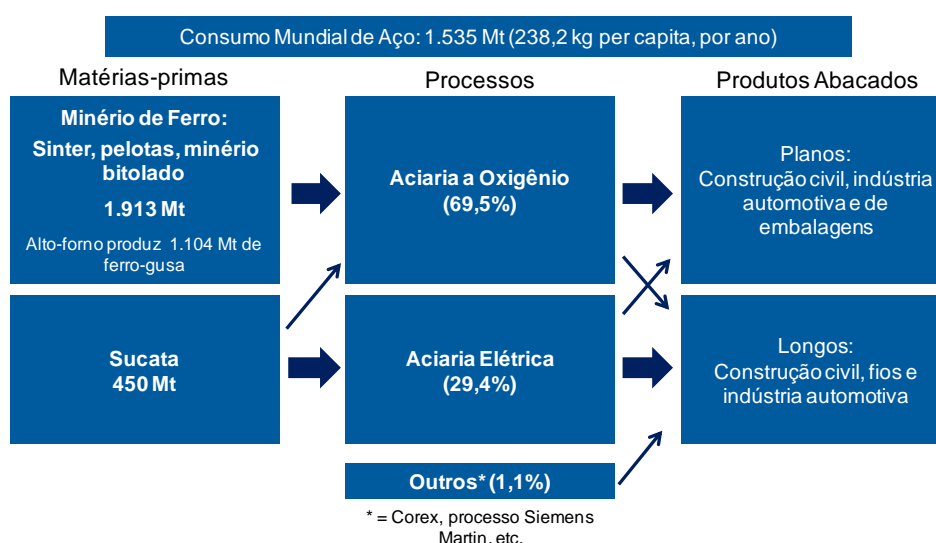 Consumo Mundial de Aço: 1.535 Mt (238,2 kg per capita, por ano)
Matérias-primas
Processos
Produtos Abacados
Minério de Ferro:
Sinter, pelotas, minério
bitolado
1.913 Mt
Alto-forno produz 1.104 Mt de
ferro-gusa
Aciaria a Oxigênio
(69,5%)
Planos:
Construção civil, indústria
automotiva e de
embalagens
Sucata
450 Mt
Aciaria Elétrica
(29,4%)
Longos:
Construção civil, fios e
indústria automotiva
Outros* (1,1%)
* = Corex, processo Siemens
Martin, etc.